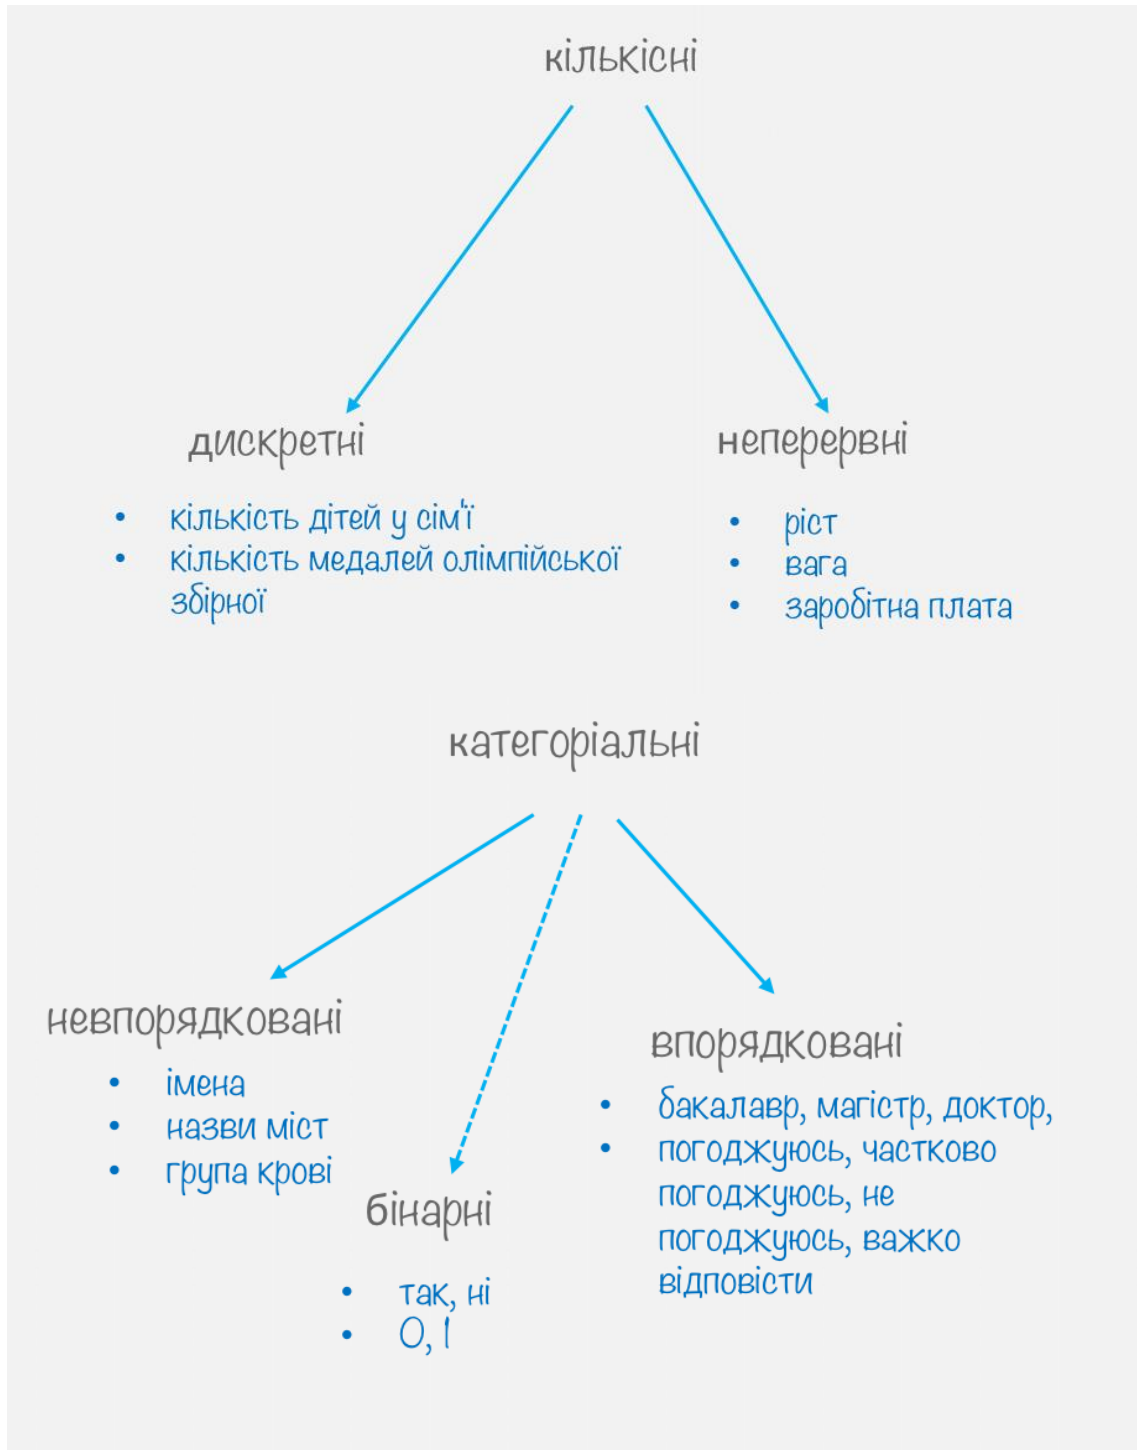 кількісні
дискретні
неперервні
• кількість дітей у сім'ї
• кількість медалей олімпійської
збірної
• ріст
• вага
• заробітна плата
категоріальні
невпорядковані
впорядковані
• імена
• назви міст
• група крові
• бакалавр, магістр, доктор,
• погоджуюсь, частково
погоджуюсь, не
погоджуюсь, важко
відповісти
бінарні
• так, ні
• 0, 1